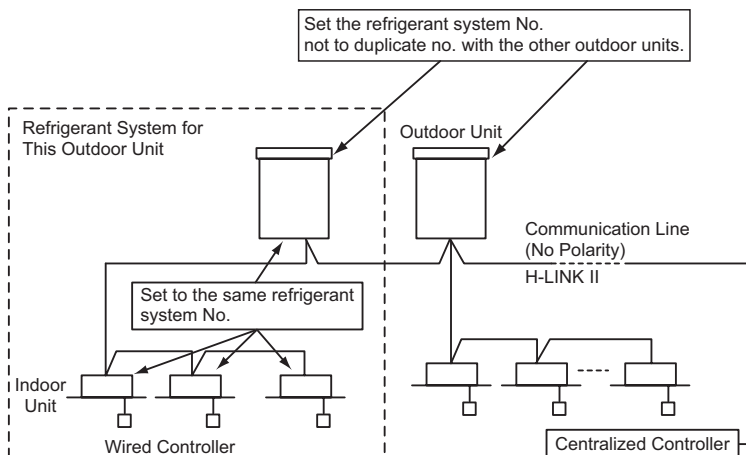 Set the refrigerant system No.
not to duplicate no. with the other outdoor units.
Refrigerant System for
This Outdoor Unit
Outdoor Unit
Communication Line
(No Polarity)
H-LINK II
Set to the same refrigerant
system No.
Indoor
Unit
Wired Controller
Centralized Controller